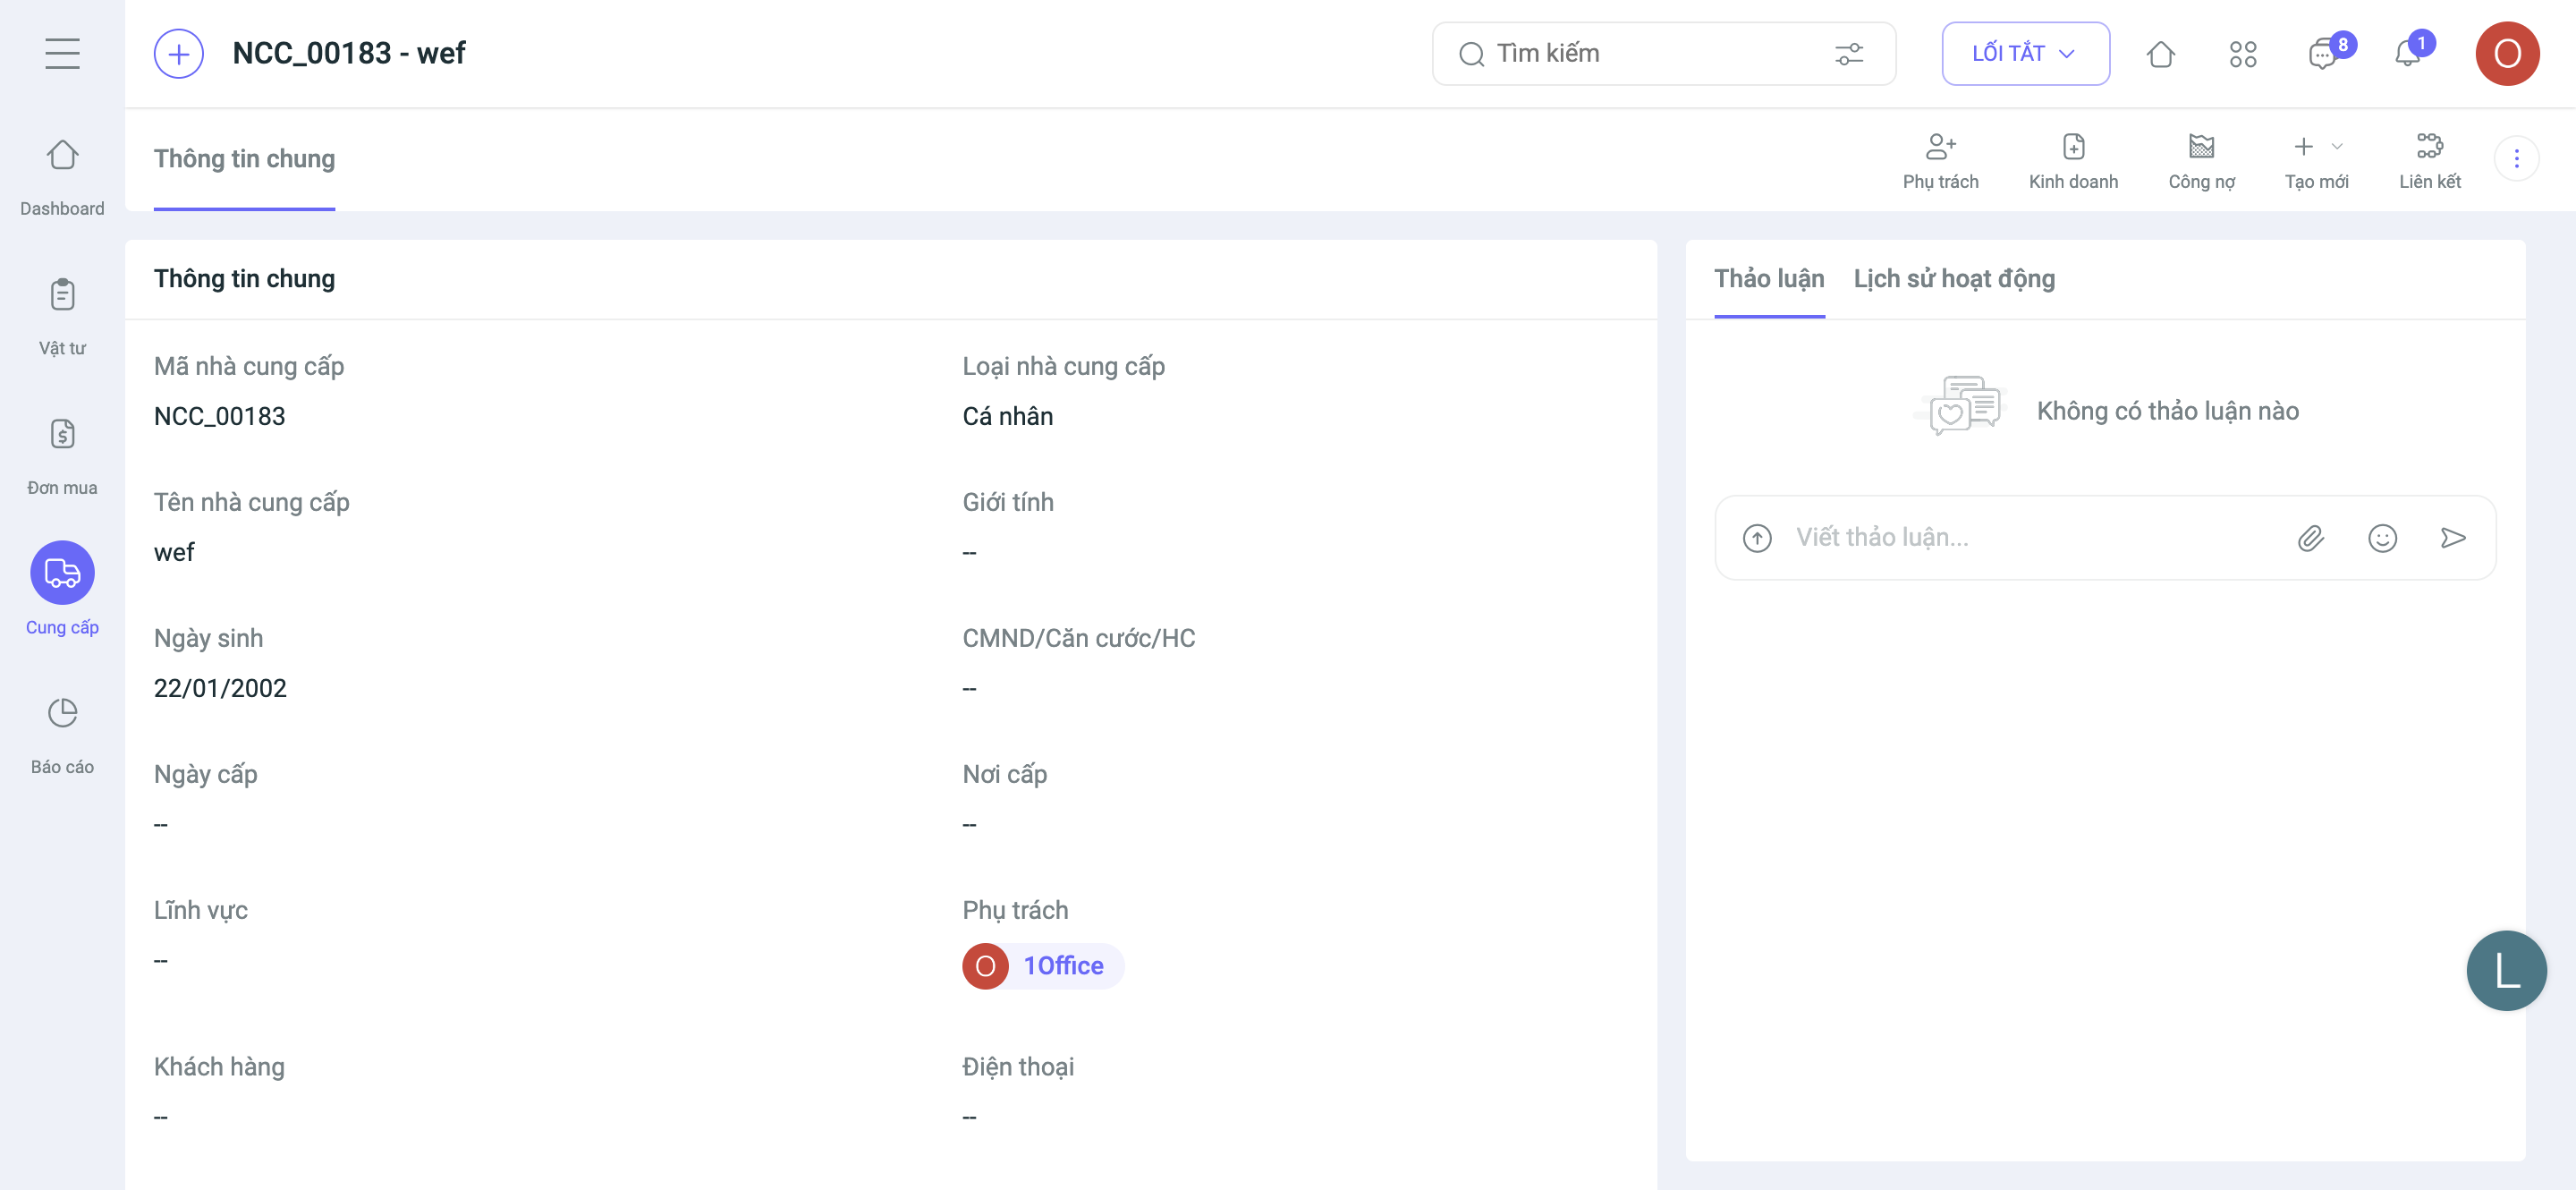 NCC_00183 - wef
Tìm kiếm
LỐI TẮT
8
1
O
Dashboard
Vật tư
Đơn mua
Cung cấp
Báo cáo
Thông tin chung
Phụ trách
Kinh doanh
Công nợ
Tạo mới
Liên kết
Thông tin chung
Mã nhà cung cấp
NCC_00183
Loại nhà cung cấp
Cá nhân
Tên nhà cung cấp
wef
Giới tính
--
Ngày sinh
22/01/2002
CMND/Căn cước/HC
--
Ngày cấp
--
Nơi cấp
--
Lĩnh vực
--
Phụ trách
O 1Office
Khách hàng
--
Điện thoại
--
Thảo luận
Lịch sử hoạt động
Không có thảo luận nào
Viết thảo luận...
L